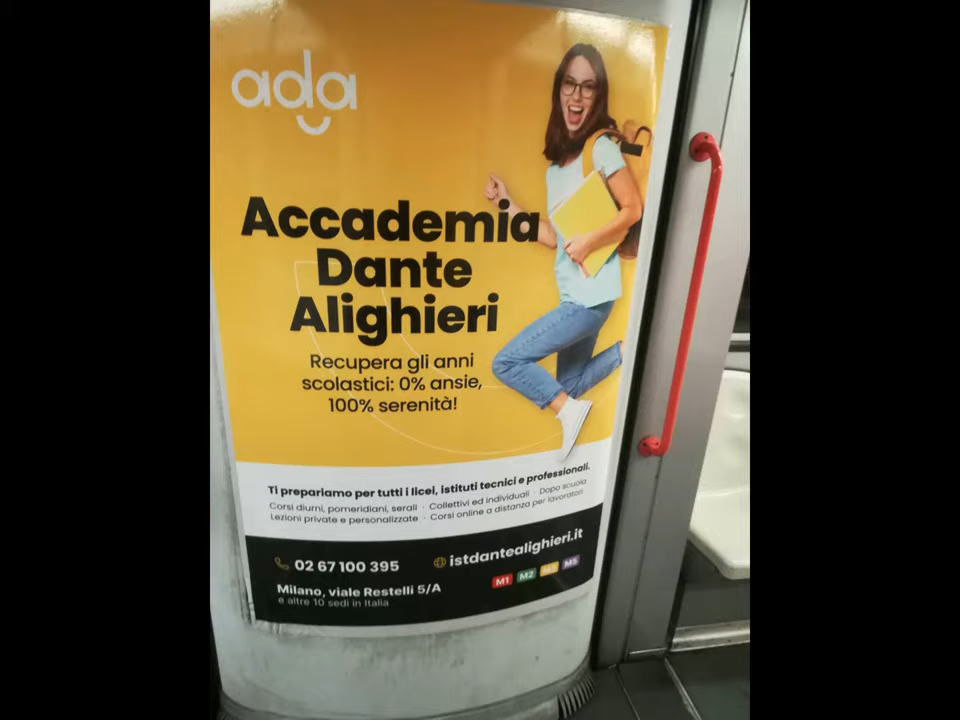 ada
Accademia
Dante
Alighieri
Recupera gli anni
scolastici: 0% ansie,
100% serenità!
Ti prepariamo per tutti i licei, istituti tecnici e professionali.
Corsi diurni, pomeridiani, serali · Collettivi ed individuali · Dopo scuola
Lezioni private e personalizzate · Corsi online a distanza per lavoratori
02 67 100 395
istdantealighieri.it
Milano, viale Restelli 5/A
e altre 10 sedi in Italia
M1 M2 M3 M5